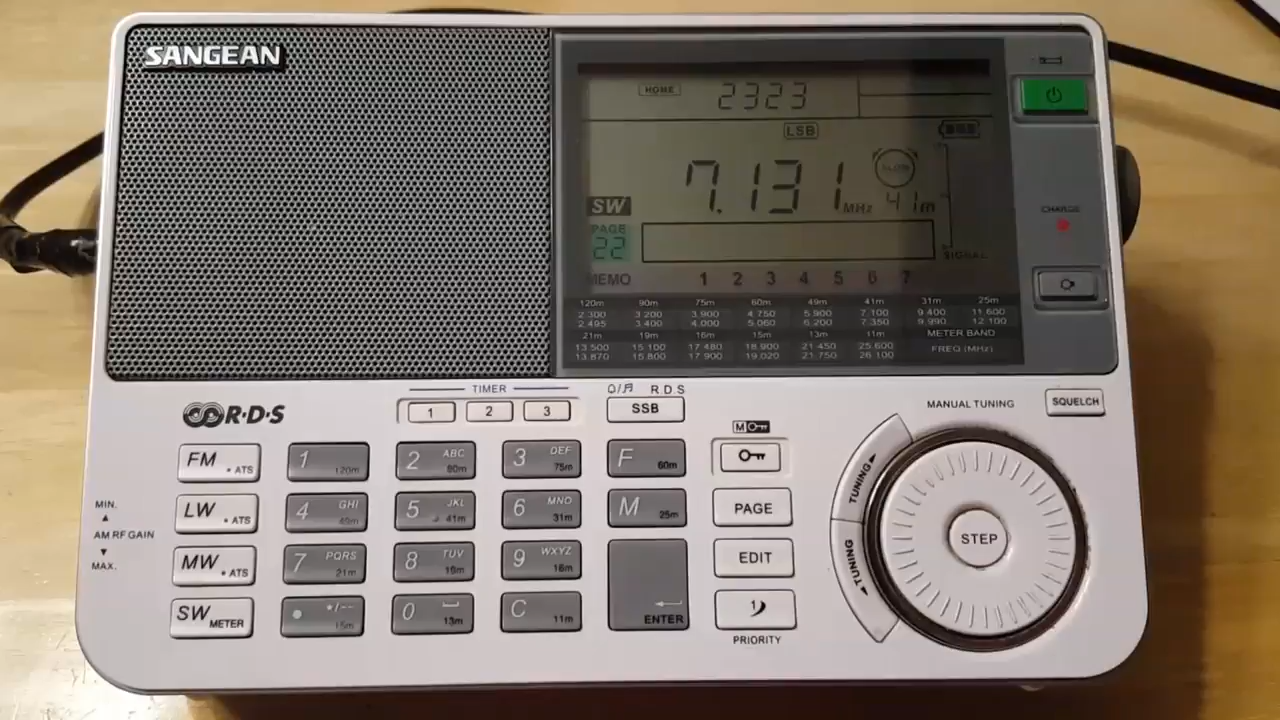 SANGEAN
HOME 2323
LSB
SLOW
7.131 MHz 41m
SW
PAGE
22
SIGNAL
MEMO 1 2 3 4 5 6 7
120m 90m 75m 60m 49m 41m 31m 25m
2.300 3.200 3.900 4.750 5.900 7.100 9.400 11.600
2.495 3.400 4.000 5.060 6.200 7.350 9.990 12.100
21m 19m 16m 15m 13m 11m METER BAND
13.500 15.100 17.480 18.900 21.450 25.600 FREQ (MHz)
13.870 15.800 17.900 19.020 21.750 26.100
CHARGE
TIMER
1 2 3
R D S
SSB
R·D·S
MANUAL TUNING
SQUELCH
FM • ATS
1 120m
2 ABC 90m
3 DEF 75m
F 60m
M
LW • ATS
4 GHI 49m
5 JKL 41m
6 MNO 31m
M 25m
PAGE
MIN.
AM RF GAIN
MAX.
MW • ATS
7 PQRS 21m
8 TUV 19m
9 WXYZ 16m
ENTER
EDIT
SW METER
• */-- 15m
0 13m
C 11m
PRIORITY
TUNING
TUNING
STEP